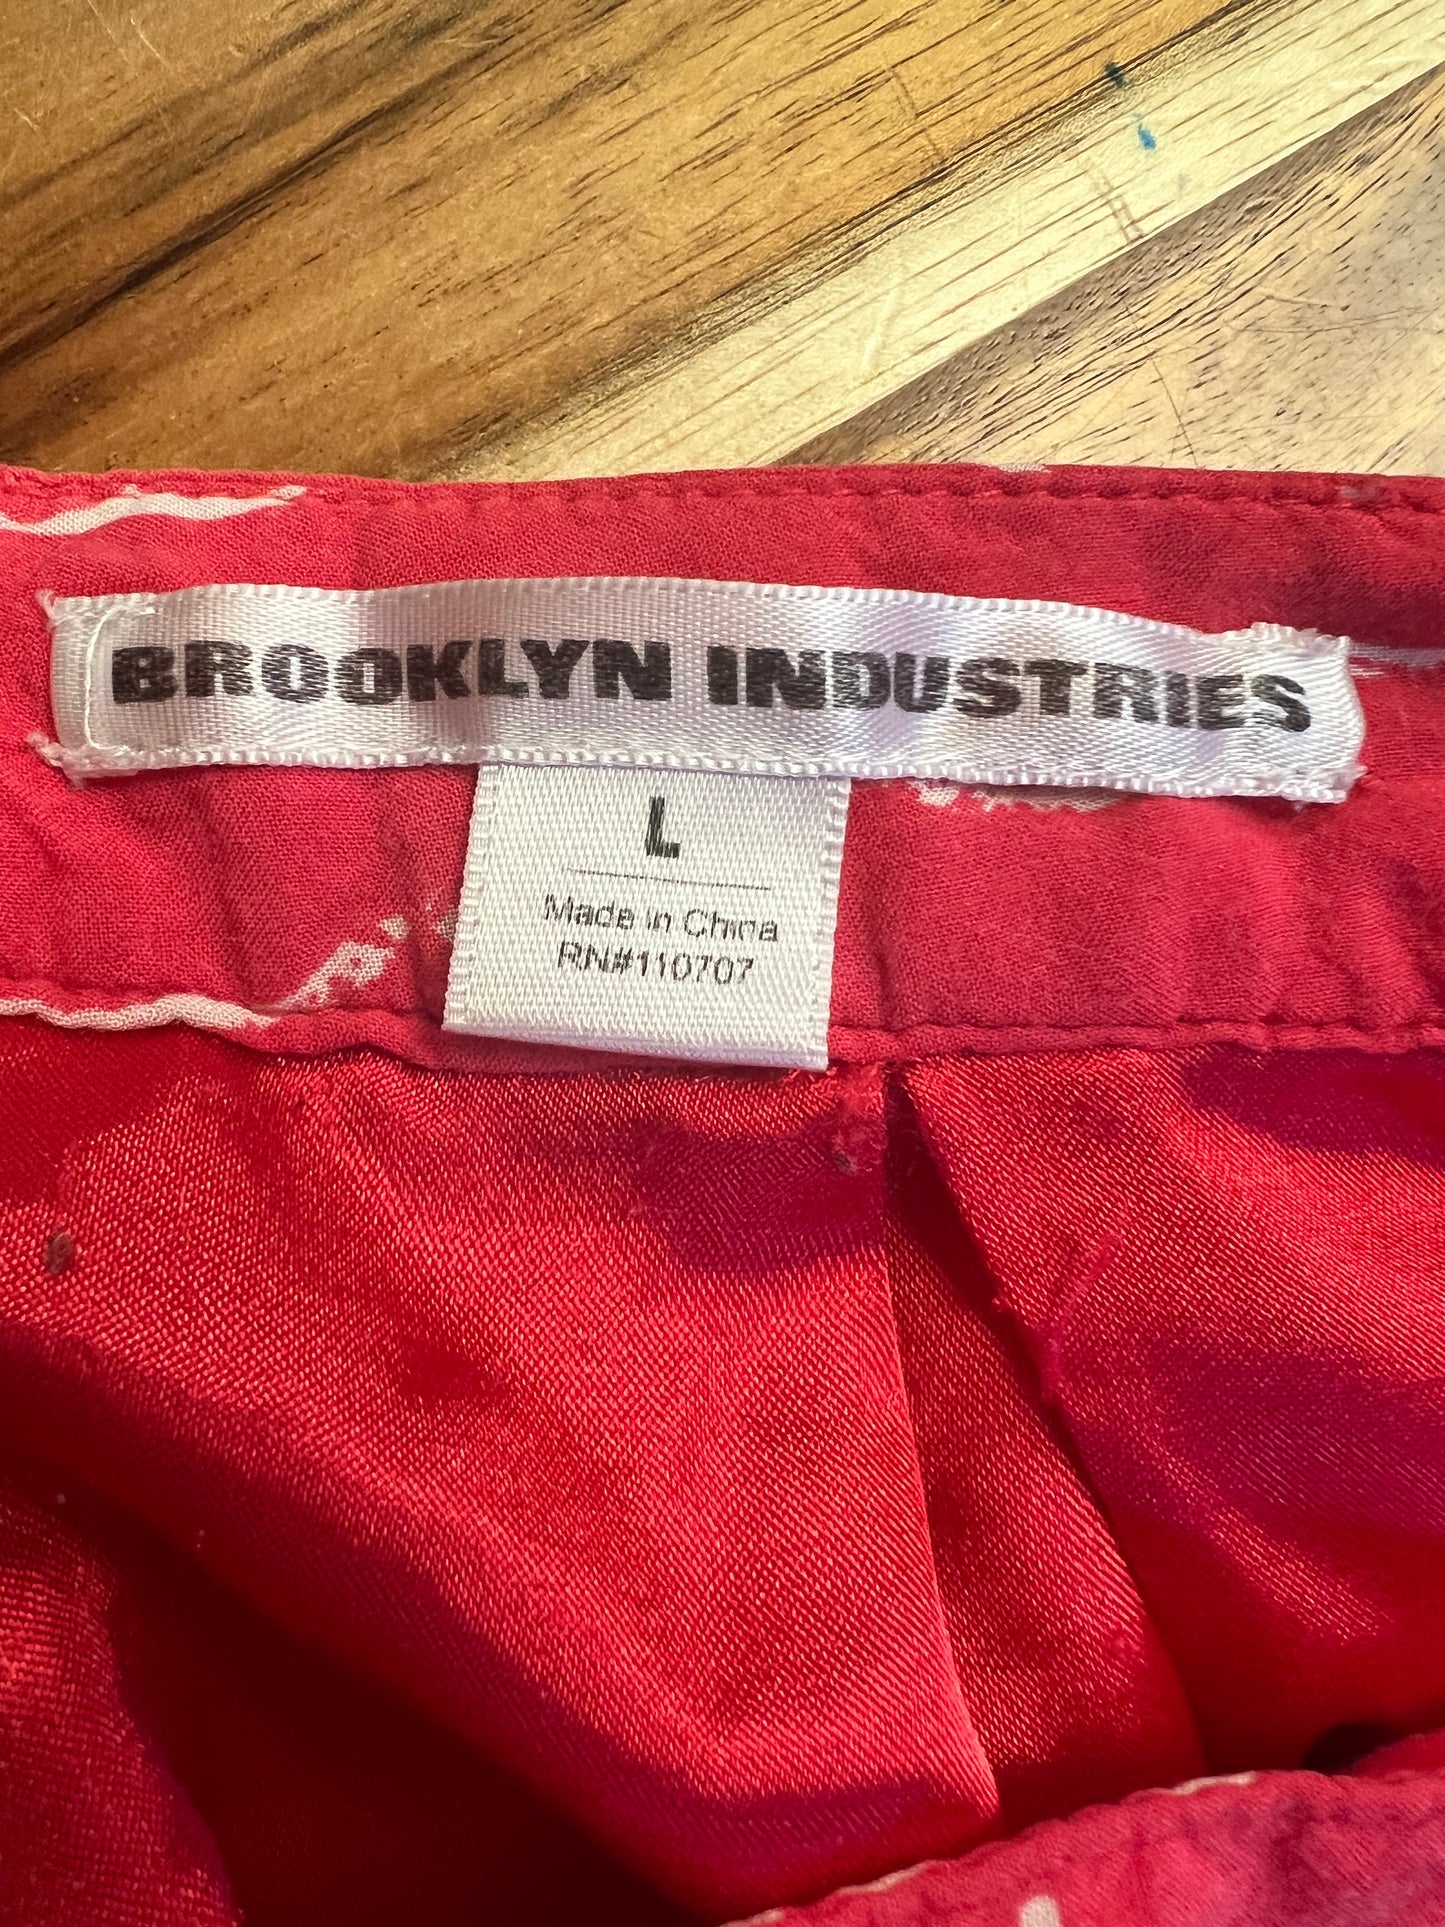 BROOKLYN INDUSTRIES
L
Made in China
RN#110707